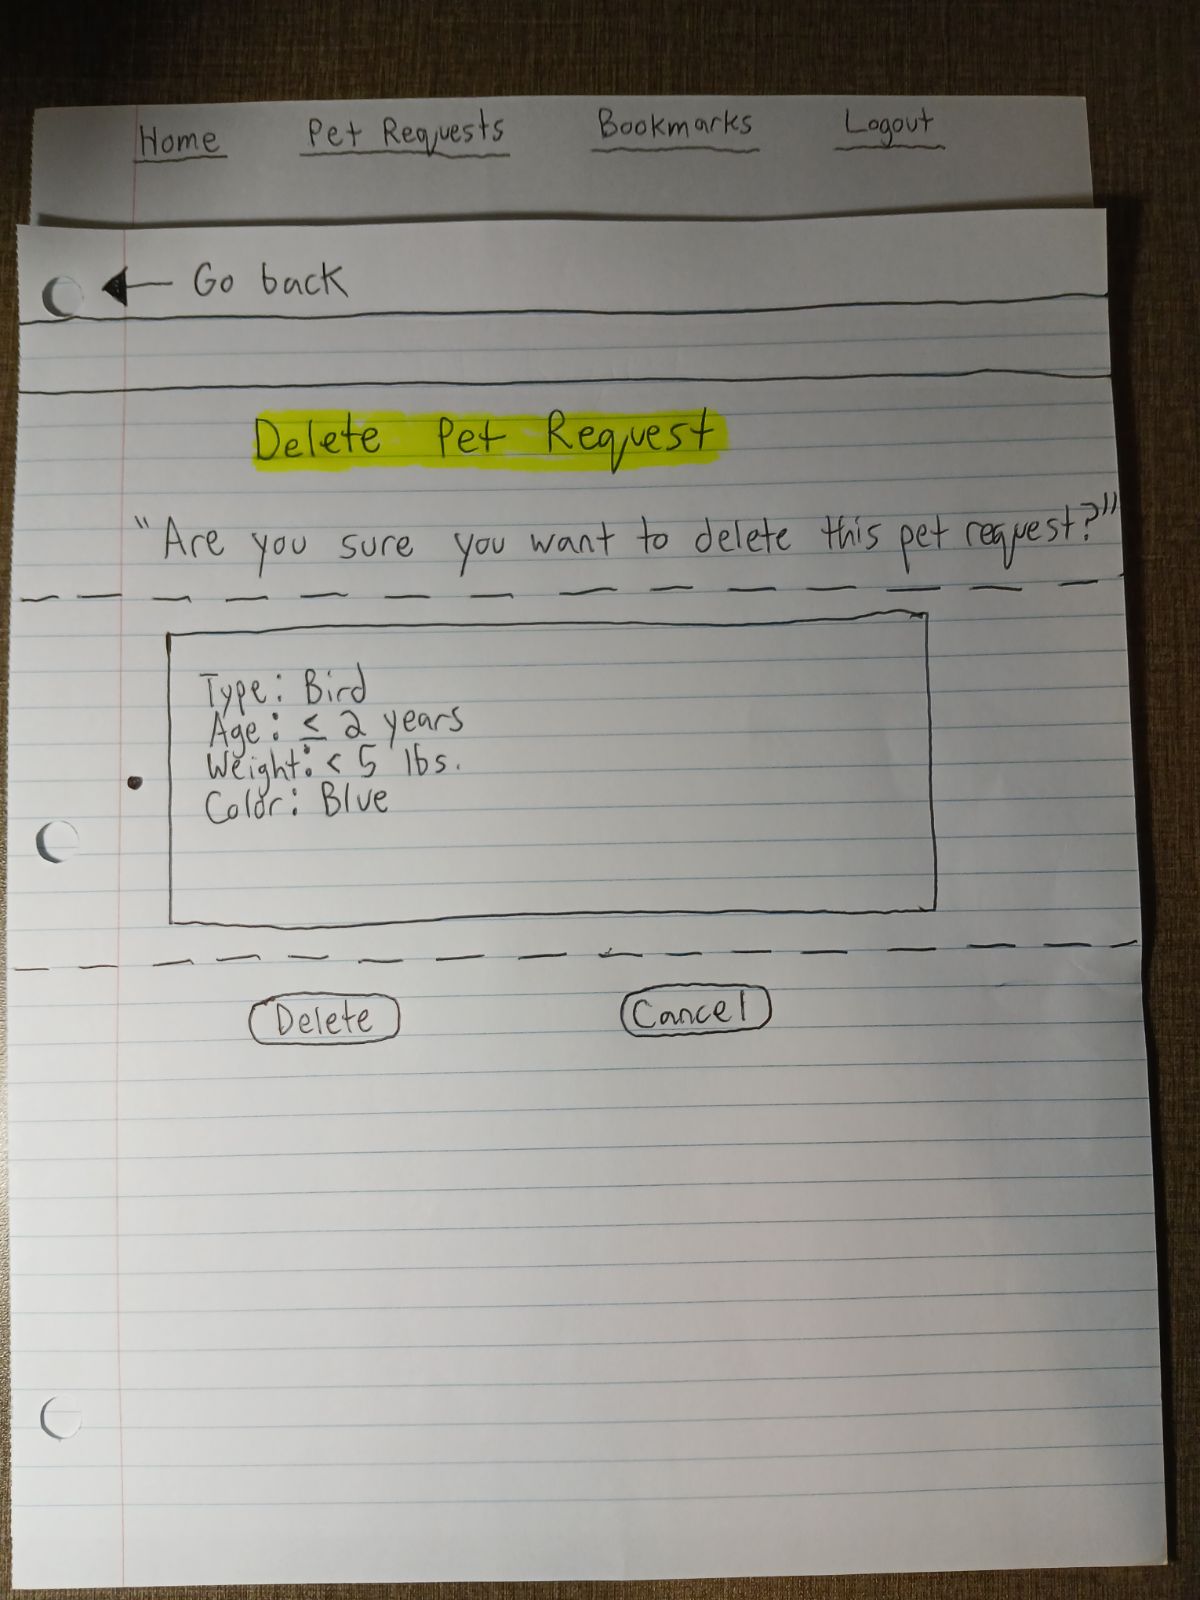 Home Pet Requests Bookmarks Logout
Go back
Delete Pet Request
"Are you sure you want to delete this pet request?"
Type: Bird
Age: ≤ 2 years
Weight: < 5 lbs.
Color: Blue
Delete Cancel